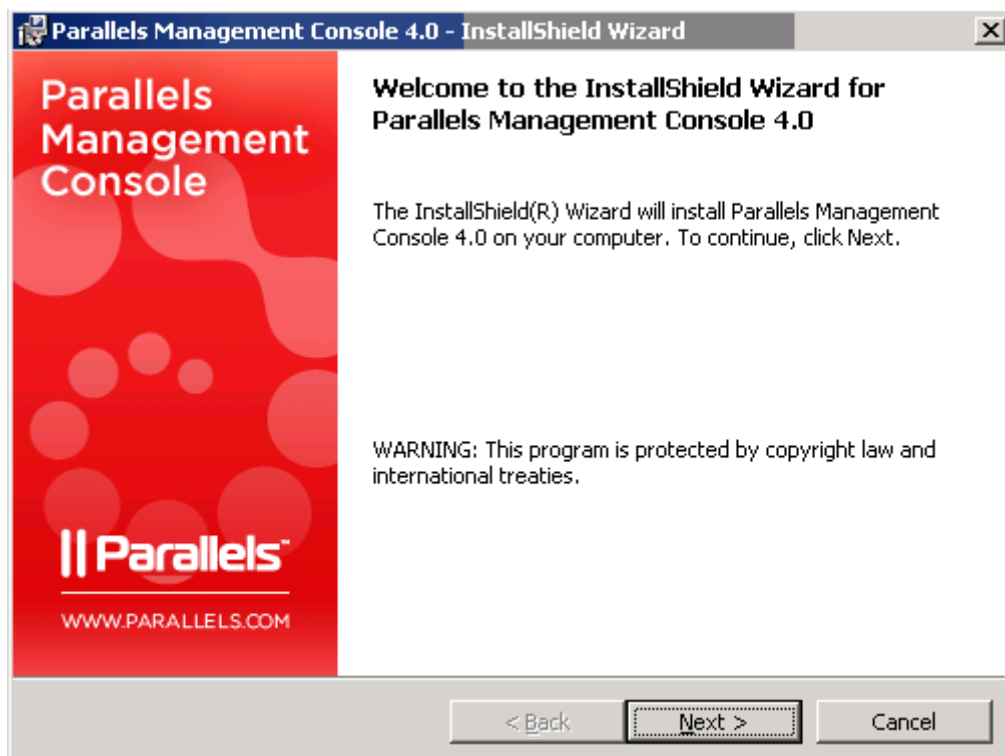 Parallels Management Console 4.0 - InstallShield Wizard
Parallels
Management
Console
Welcome to the InstallShield Wizard for
Parallels Management Console 4.0
The InstallShield(R) Wizard will install Parallels Management
Console 4.0 on your computer. To continue, click Next.
WARNING: This program is protected by copyright law and
international treaties.
Parallels™
WWW.PARALLELS.COM
< Back
Next >
Cancel